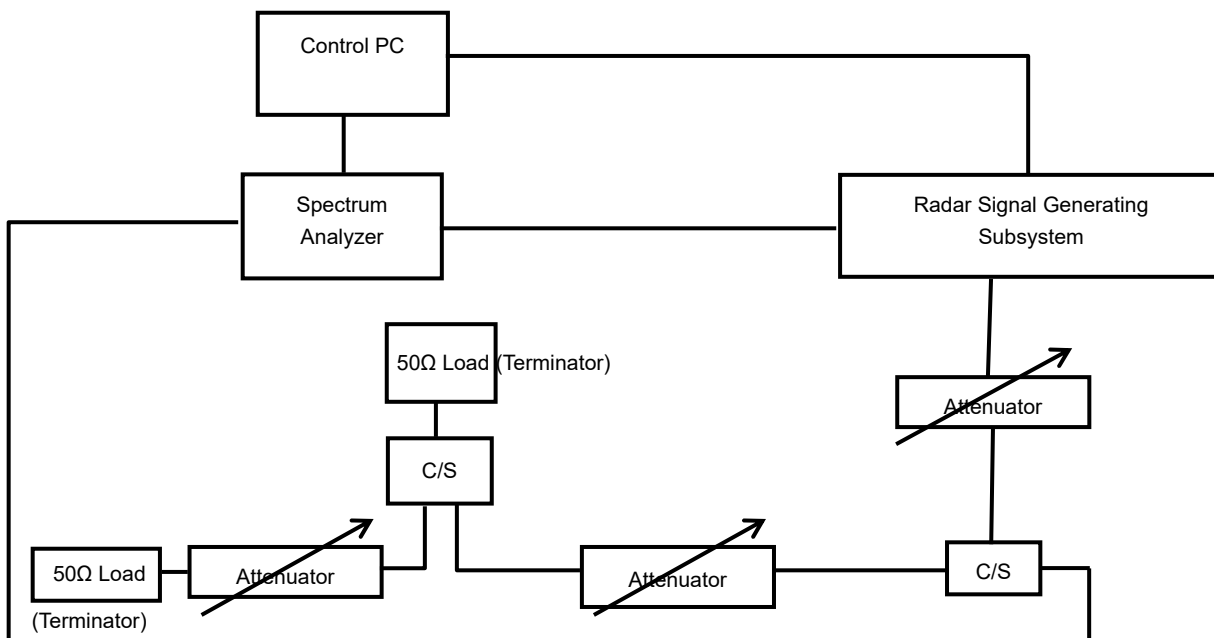 Control PC
Spectrum
Analyzer
Radar Signal Generating
Subsystem
50Ω Load (Terminator)
Attenuator
C/S
50Ω Load
(Terminator)
Attenuator
Attenuator
C/S